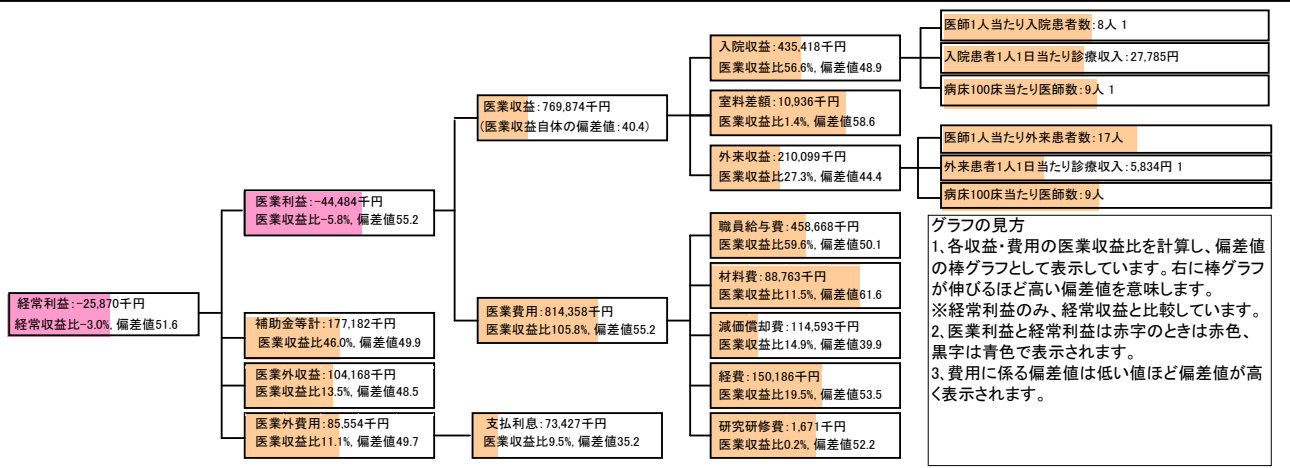 経常利益:-25,870千円
経常収益比-3.0%, 偏差値51.6
医業利益:-44,484千円
医業収益比-5.8%, 偏差値55.2
補助金等計:177,182千円
医業収益比46.0%, 偏差値49.9
医業外収益:104,168千円
医業収益比13.5%, 偏差値48.5
医業外費用:85,554千円
医業収益比11.1%, 偏差値49.7
支払利息:73,427千円
医業収益比9.5%, 偏差値35.2
医業収益:769,874千円
(医業収益自体の偏差値:40.4)
医業費用:814,358千円
医業収益比105.8%, 偏差値55.2
入院収益:435,418千円
医業収益比56.6%, 偏差値48.9
室料差額:10,936千円
医業収益比1.4%, 偏差値58.6
外来収益:210,099千円
医業収益比27.3%, 偏差値44.4
職員給与費:458,668千円
医業収益比59.6%, 偏差値50.1
材料費:88,763千円
医業収益比11.5%, 偏差値61.6
減価償却費:114,593千円
医業収益比14.9%, 偏差値39.9
経費:150,186千円
医業収益比19.5%, 偏差値53.5
研究研修費:1,671千円
医業収益比0.2%, 偏差値52.2
医師1人当たり入院患者数:8人 1
入院患者1人1日当たり診療収入:27,785円
病床100床当たり医師数:9人 1
医師1人当たり外来患者数:17人
外来患者1人1日当たり診療収入:5,834円 1
病床100床当たり医師数:9人
グラフの見方
1、各収益・費用の医業収益比を計算し、偏差値
の棒グラフとして表示しています。右に棒グラフ
が伸びるほど高い偏差値を意味します。
※経常利益のみ、経常収益と比較しています。
2、医業利益と経常利益は赤字のときは赤色、
黒字は青色で表示されます。
3、費用に係る偏差値は低い値ほど偏差値が高
く表示されます。